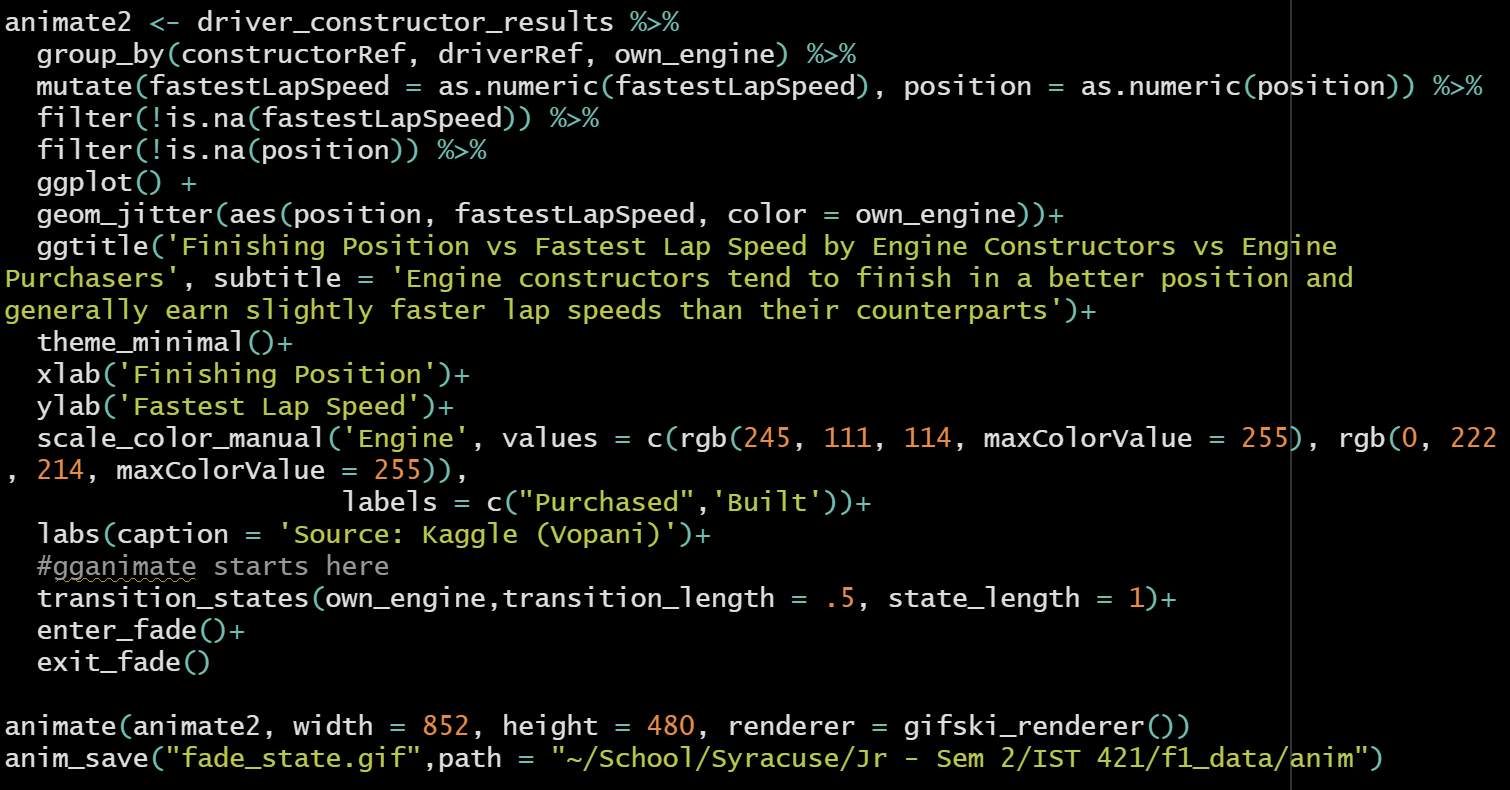 animate2 <- driver_constructor_results %>%
  group_by(constructorRef, driverRef, own_engine) %>%
  mutate(fastestLapSpeed = as.numeric(fastestLapSpeed), position = as.numeric(position)) %>%
  filter(!is.na(fastestLapSpeed)) %>%
  filter(!is.na(position)) %>%
  ggplot() +
  geom_jitter(aes(position, fastestLapSpeed, color = own_engine))+
  ggtitle('Finishing Position vs Fastest Lap Speed by Engine Constructors vs Engine
Purchasers', subtitle = 'Engine constructors tend to finish in a better position and
generally earn slightly faster lap speeds than their counterparts')+
  theme_minimal()+
  xlab('Finishing Position')+
  ylab('Fastest Lap Speed')+
  scale_color_manual('Engine', values = c(rgb(245, 111, 114, maxColorValue = 255), rgb(0, 222
, 214, maxColorValue = 255)),
                     labels = c("Purchased",'Built'))+
  labs(caption = 'Source: Kaggle (Vopani)')+
  #gganimate starts here
  transition_states(own_engine,transition_length = .5, state_length = 1)+
  enter_fade()+
  exit_fade()

animate(animate2, width = 852, height = 480, renderer = gifski_renderer())
anim_save("fade_state.gif",path = "~/School/Syracuse/Jr - Sem 2/IST 421/f1_data/anim")